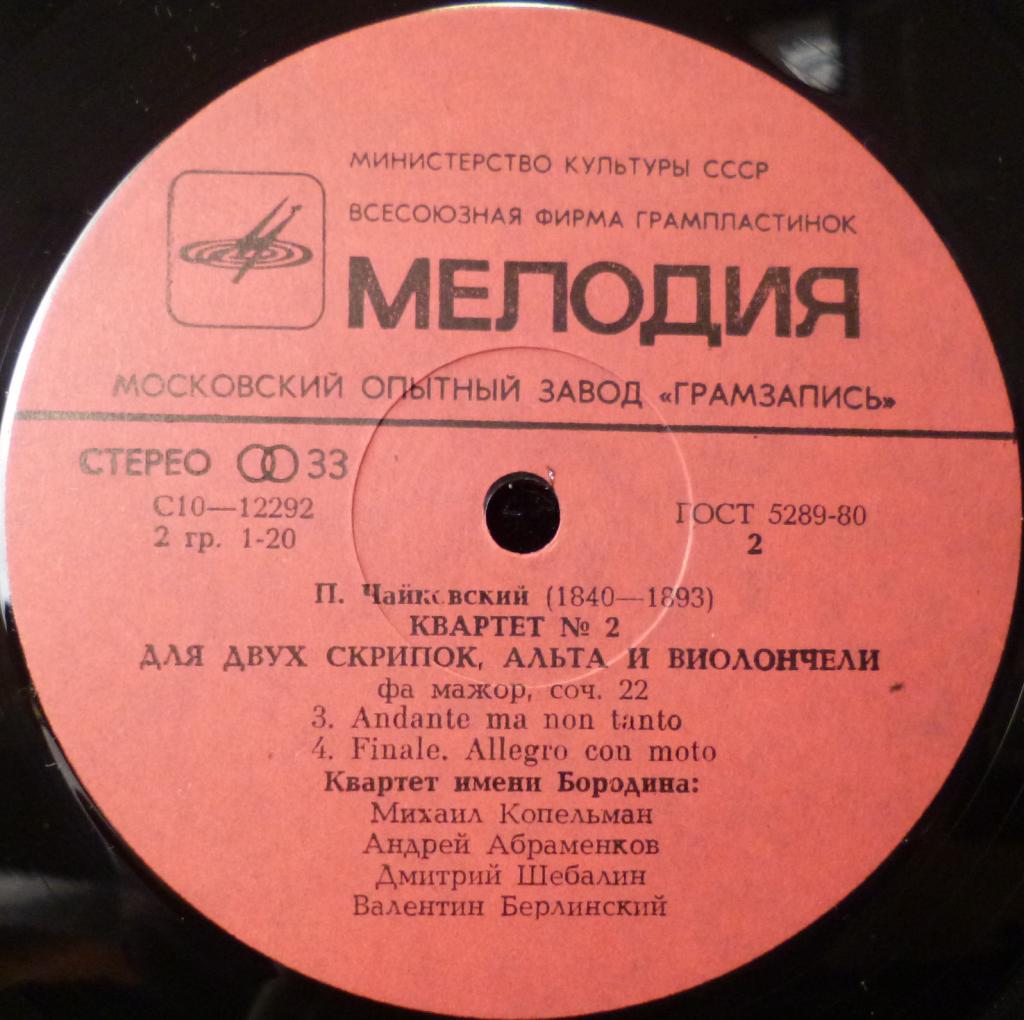 МИНИСТЕРСТВО КУЛЬТУРЫ СССР
ВСЕСОЮЗНАЯ ФИРМА ГРАМПЛАСТИНОК
МЕЛОДИЯ
МОСКОВСКИЙ ОПЫТНЫЙ ЗАВОД «ГРАМЗАПИСЬ»
СТЕРЕО 33
С10—12292
2 гр. 1-20
ГОСТ 5289-80
2
П. Чайковский (1840—1893)
КВАРТЕТ № 2
ДЛЯ ДВУХ СКРИПОК, АЛЬТА И ВИОЛОНЧЕЛИ
фа мажор, соч. 22
3. Andante ma non tanto
4. Finale. Allegro con moto
Квартет имени Бородина:
Михаил Копельман
Андрей Абраменков
Дмитрий Шебалин
Валентин Берлинский